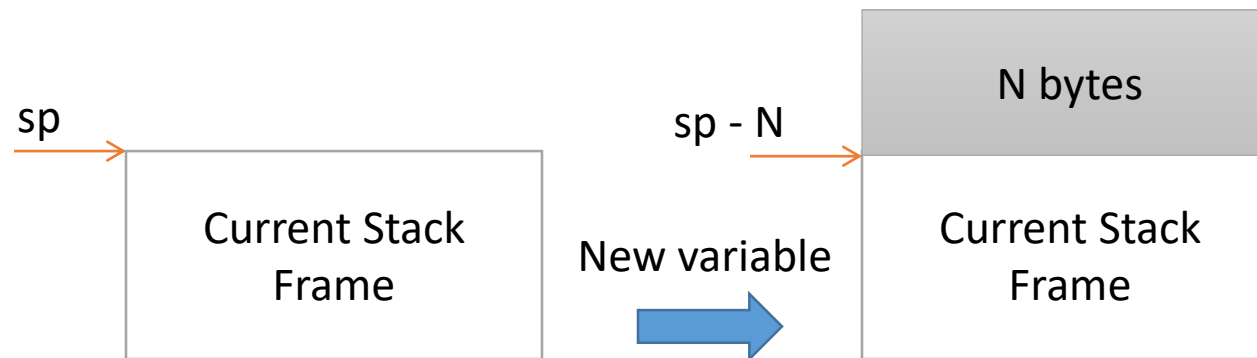 sp
Current Stack
Frame
New variable
sp - N
N bytes
Current Stack
Frame